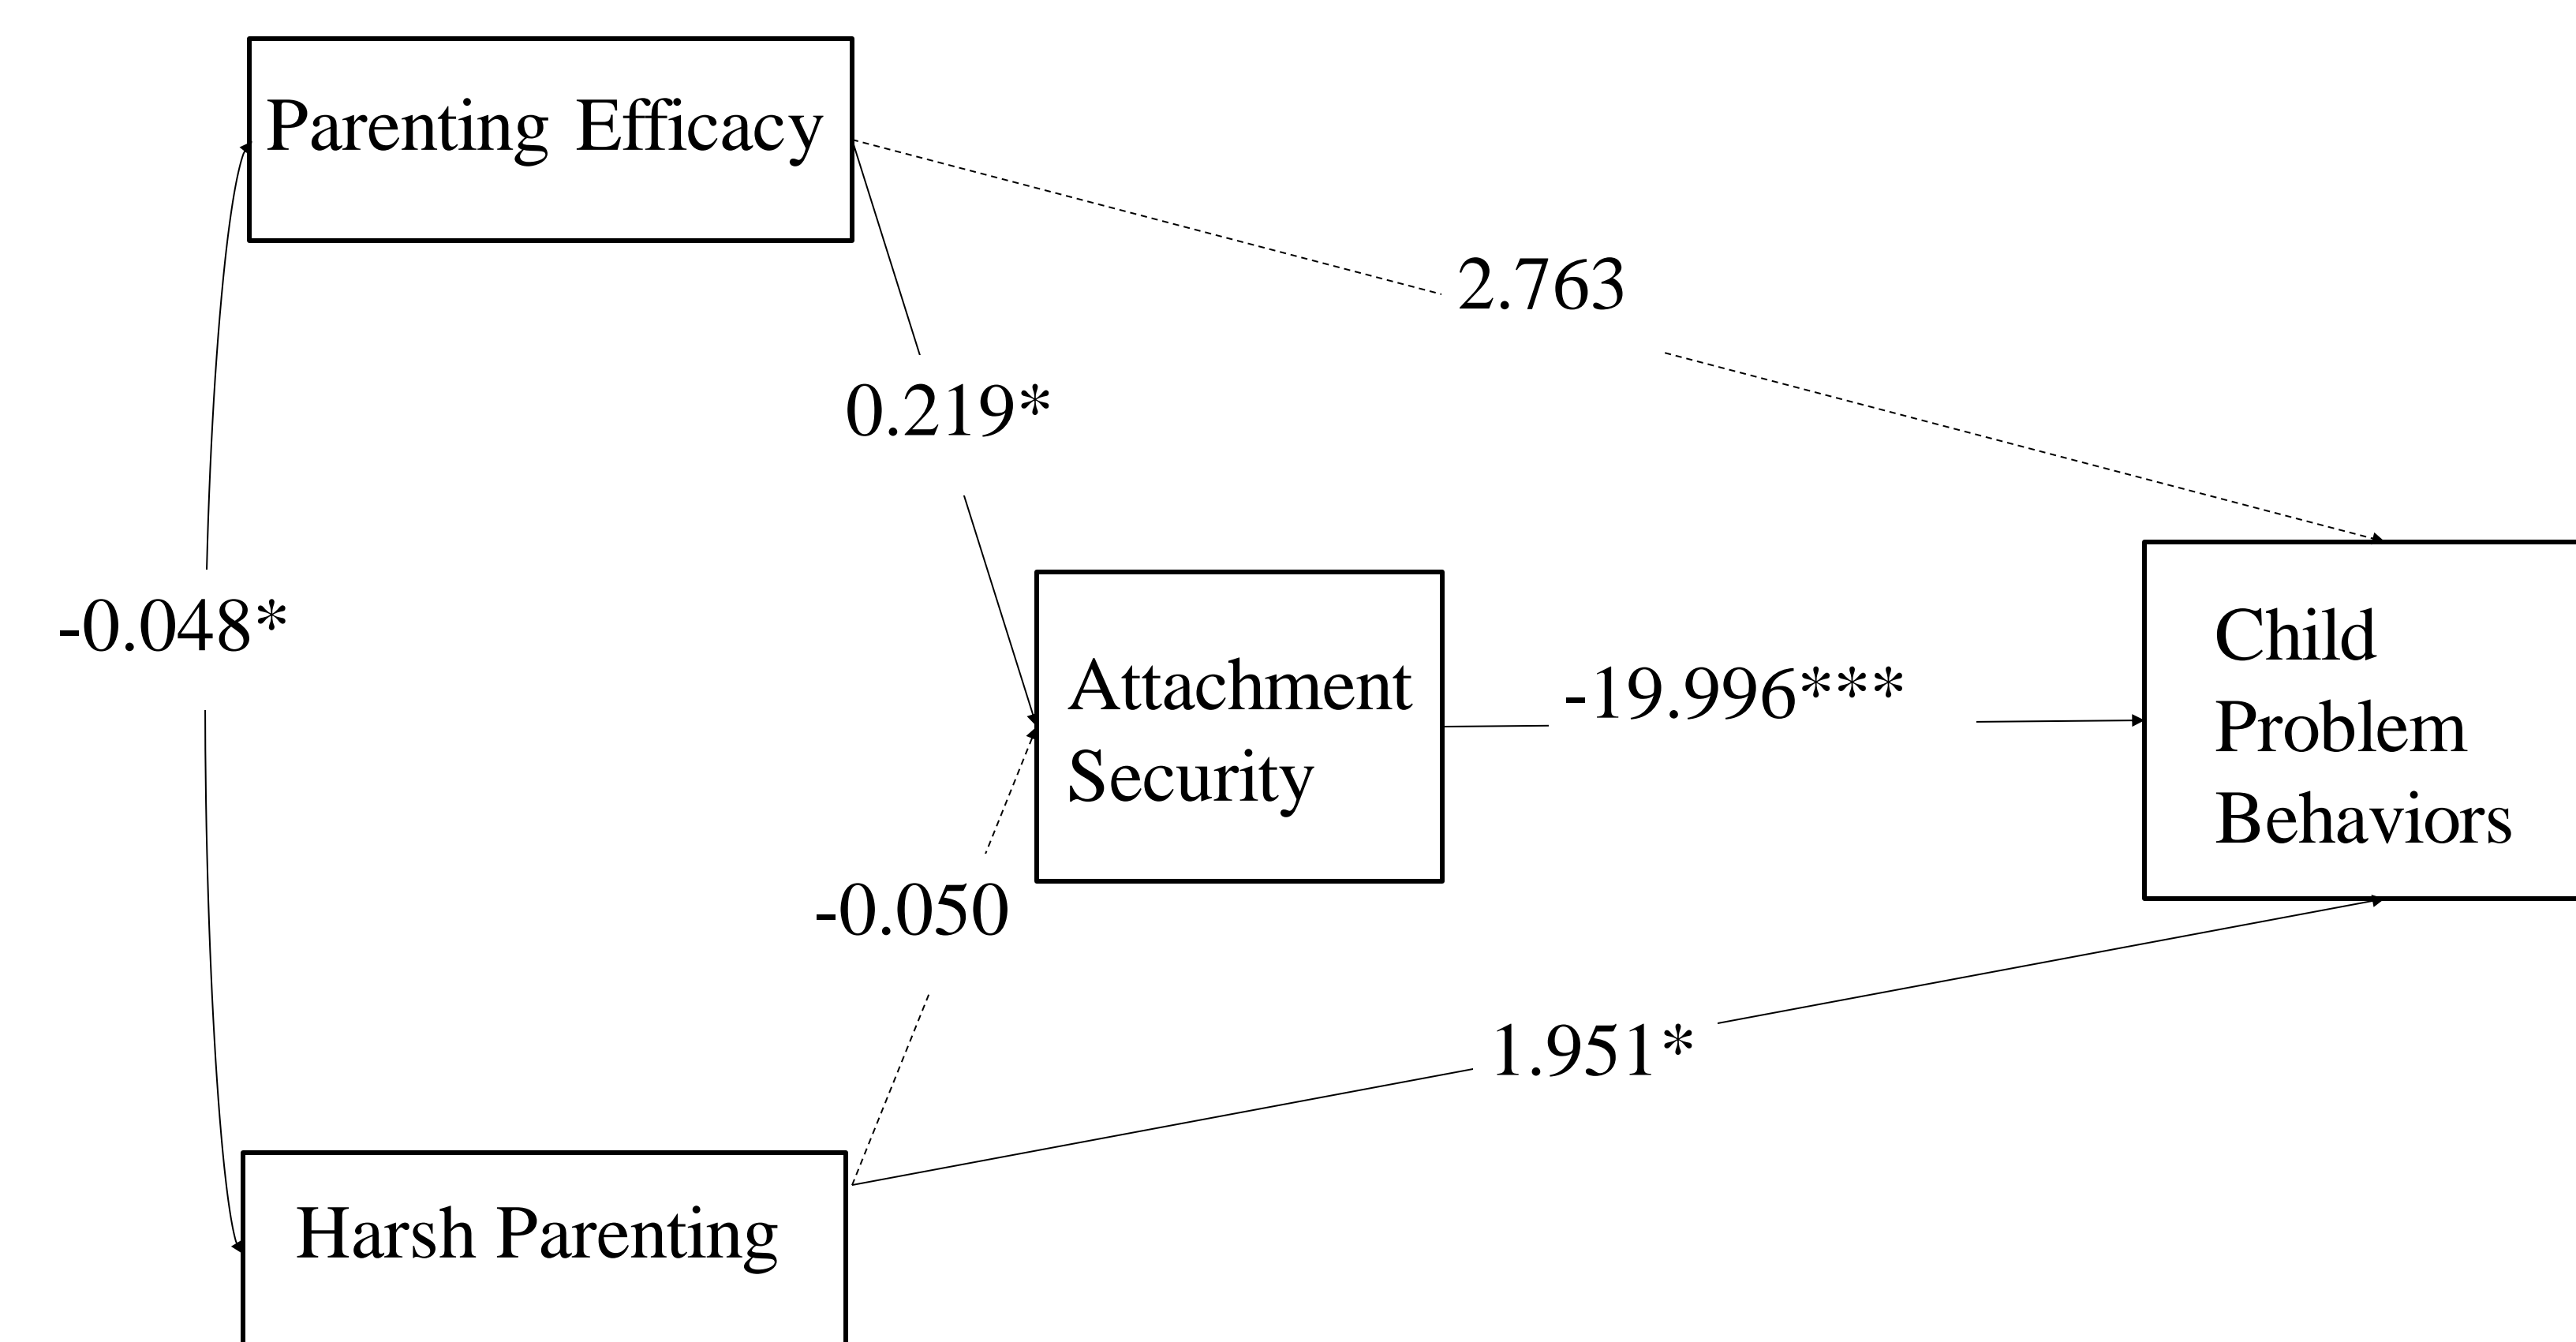 Parenting Efficacy
2.763
0.219*
-0.048*
Attachment
Security
-19.996***
Child
Problem
Behaviors
-0.050
1.951*
Harsh Parenting